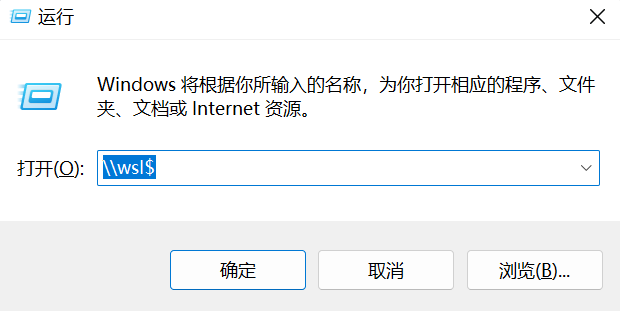 运行
Windows 将根据你所输入的名称，为你打开相应的程序、文件
夹、文档或 Internet 资源。
打开(O): \\wsl$
确定 取消 浏览(B)...